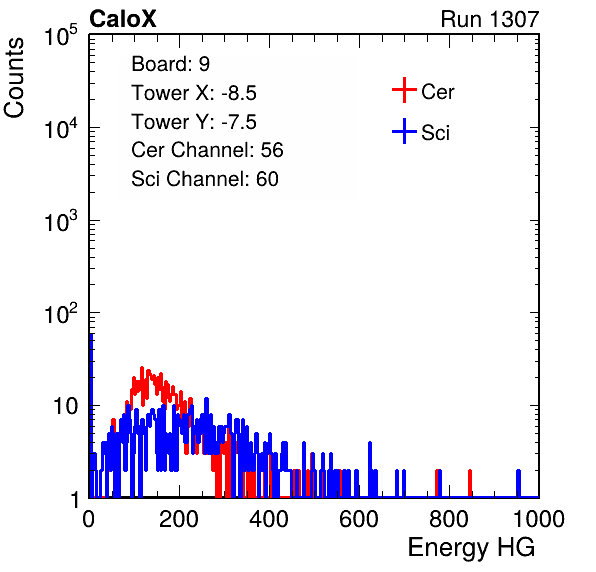 CaloX Run 1307
Counts
Board: 9
Tower X: -8.5
Tower Y: -7.5
Cer Channel: 56
Sci Channel: 60
Cer
Sci
10^5
10^4
10^3
10^2
10
1
0 200 400 600 800 1000
Energy HG